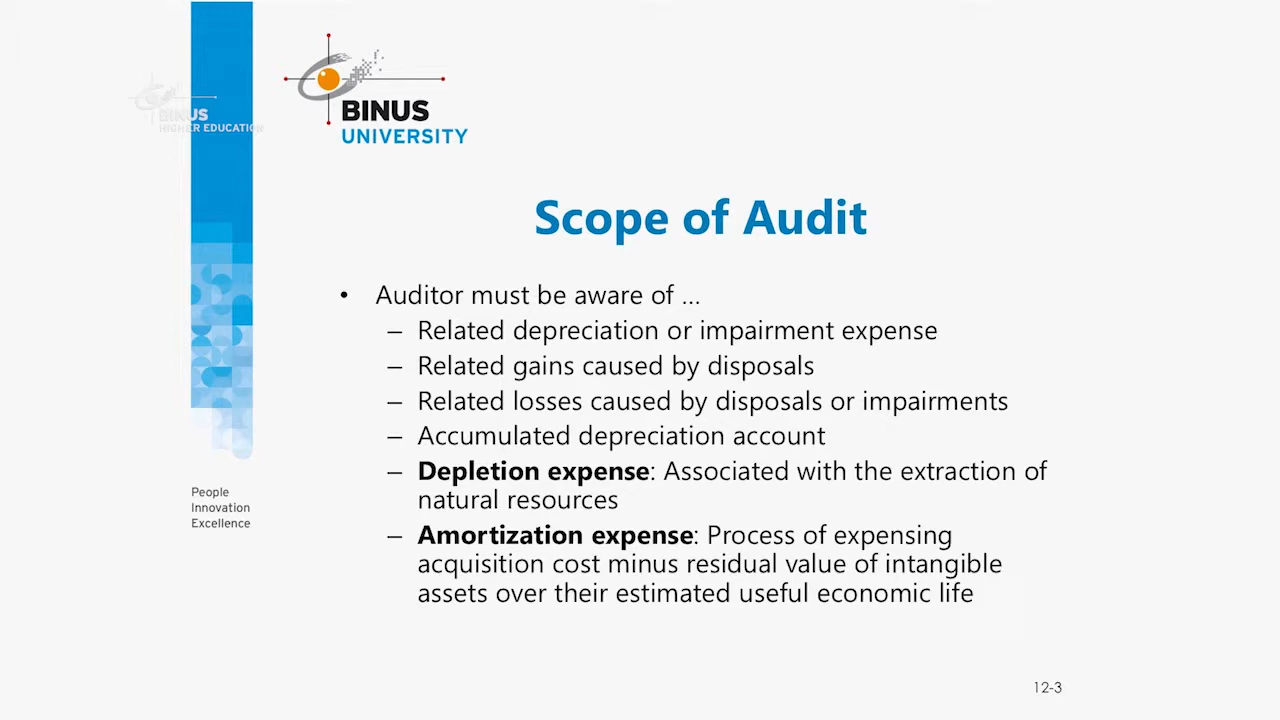 BINUS
HIGHER EDUCATION
BINUS
UNIVERSITY
Scope of Audit
• Auditor must be aware of ...
– Related depreciation or impairment expense
– Related gains caused by disposals
– Related losses caused by disposals or impairments
– Accumulated depreciation account
– Depletion expense: Associated with the extraction of
natural resources
– Amortization expense: Process of expensing
acquisition cost minus residual value of intangible
assets over their estimated useful economic life
People
Innovation
Excellence
12-3